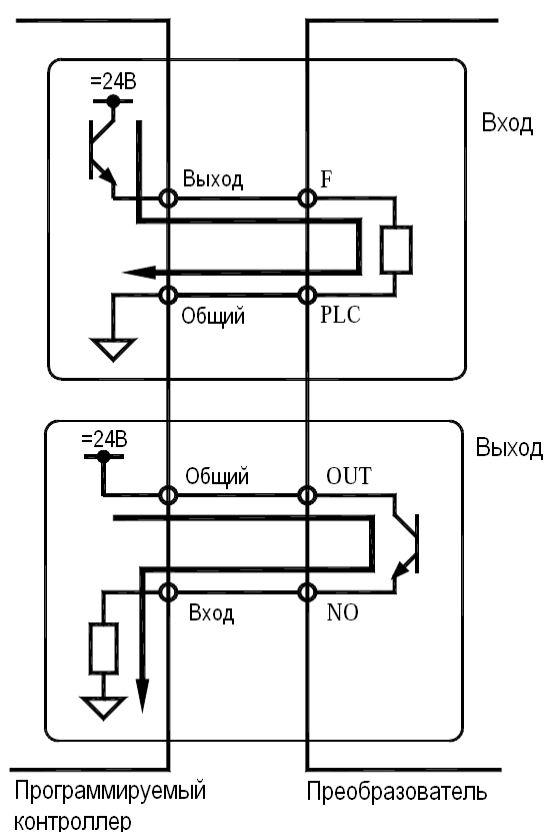 =24В
Вход
Выход
F
Общий
PLC
=24В
Выход
Общий
OUT
Вход
NO
Программируемый
контроллер
Преобразователь